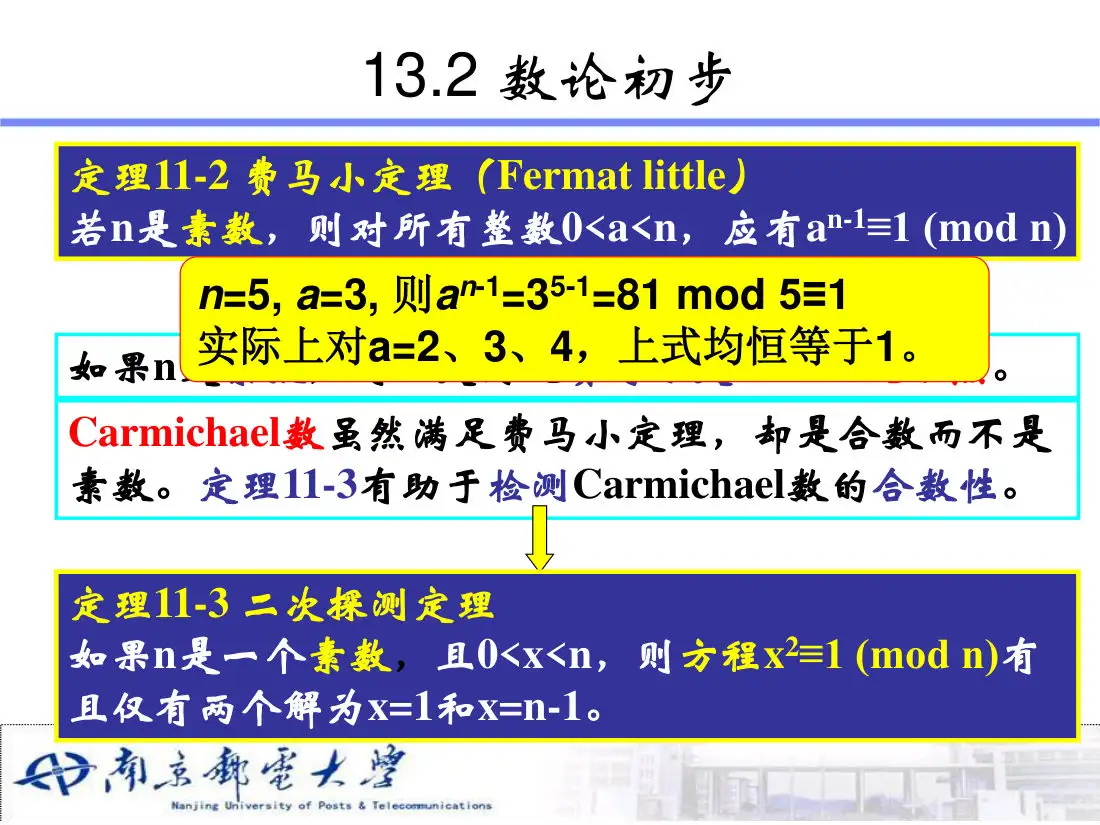 13.2 数论初步
定理11-2 费马小定理（Fermat little）
若n是素数，则对所有整数0<a<n，应有aⁿ⁻¹≡1 (mod n)
n=5, a=3, 则aⁿ⁻¹=3⁵⁻¹=81 mod 5≡1
实际上对a=2、3、4，上式均恒等于1。
如果n
Carmichael数虽然满足费马小定理，却是合数而不是
素数。定理11-3有助于检测Carmichael数的合数性。
定理11-3 二次探测定理
如果n是一个素数，且0<x<n，则方程x²≡1 (mod n)有
且仅有两个解为x=1和x=n-1。
南京邮电大学
Nanjing University of Posts & Telecommunications